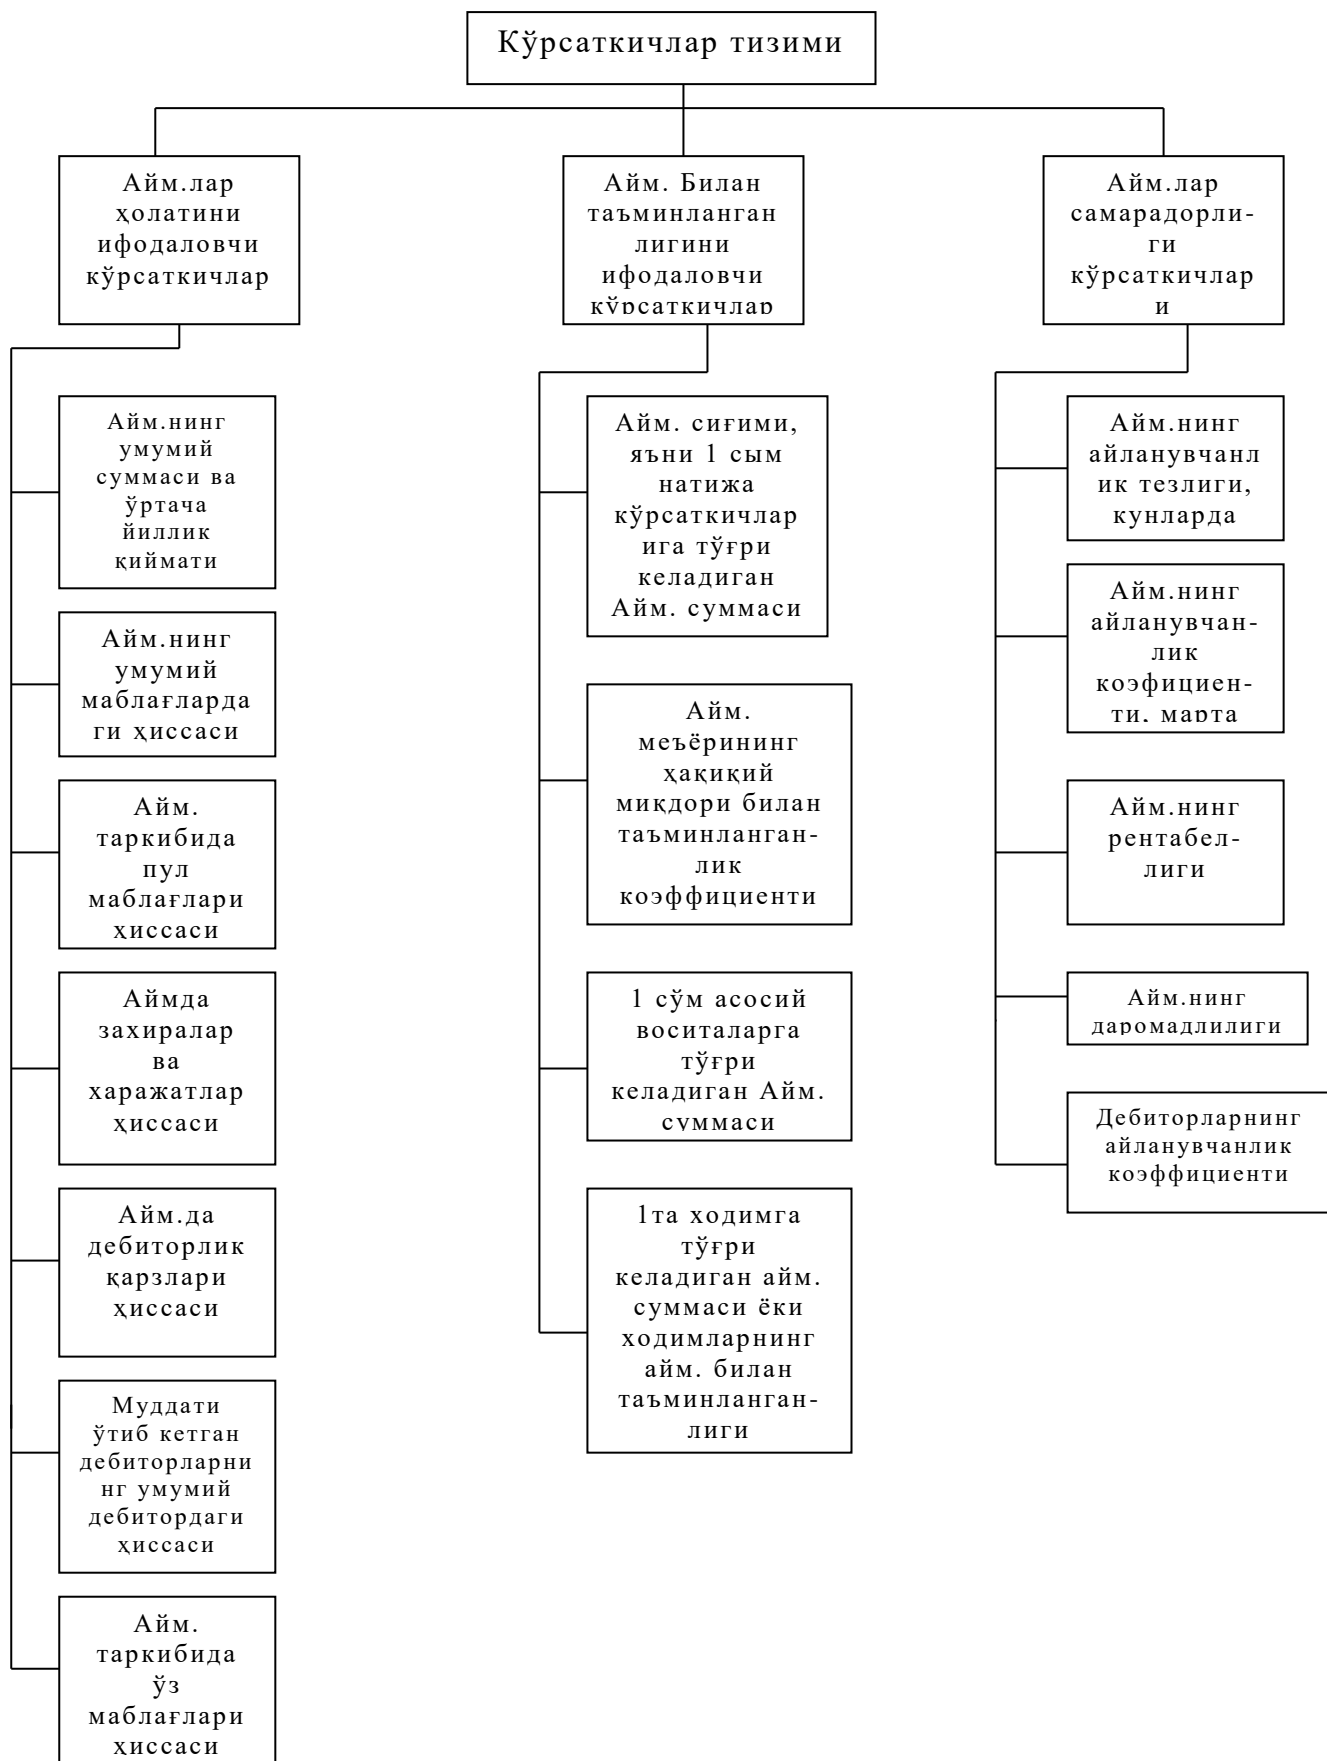 Кўрсаткичлар тизими
Айм.лар
ҳолатини
ифодаловчи
кўрсаткичлар
Айм. Билан
таъминланган
лигини
ифодаловчи
кўрсаткичлар
Айм.лар
самарадорли-
ги
кўрсаткичлар
и
Айм.нинг
умумий
суммаси ва
ўртача
йиллик
қиймати
Айм.нинг
умумий
маблағларда
ги ҳиссаси
Айм.
таркибида
пул
маблағлари
ҳиссаси
Аймда
захиралар
ва
харажатлар
ҳиссаси
Айм.да
дебиторлик
қарзлари
ҳиссаси
Муддати
ўтиб кетган
дебиторларни
нг умумий
дебитордаги
ҳиссаси
Айм.
таркибида
ўз
маблағлари
ҳиссаси
Айм. сиғими,
яъни 1 сым
натижа
кўрсаткичлар
ига тўғри
келадиган
Айм. суммаси
Айм.
меъёрининг
ҳақиқий
миқдори билан
таъминланган-
лик
коэффициенти
1 сўм асосий
воситаларга
тўғри
келадиган Айм.
суммаси
1та ходимга
тўғри
келадиган айм.
суммаси ёки
ходимларнинг
айм. билан
таъминланган-
лиги
Айм.нинг
айланувчанл
ик тезлиги,
кунларда
Айм.нинг
айланувчан-
лик
коэфициен-
ти, марта
Айм.нинг
рентабел-
лиги
Айм.нинг
даромадлилиги
Дебиторларнинг
айланувчанлик
коэффициенти